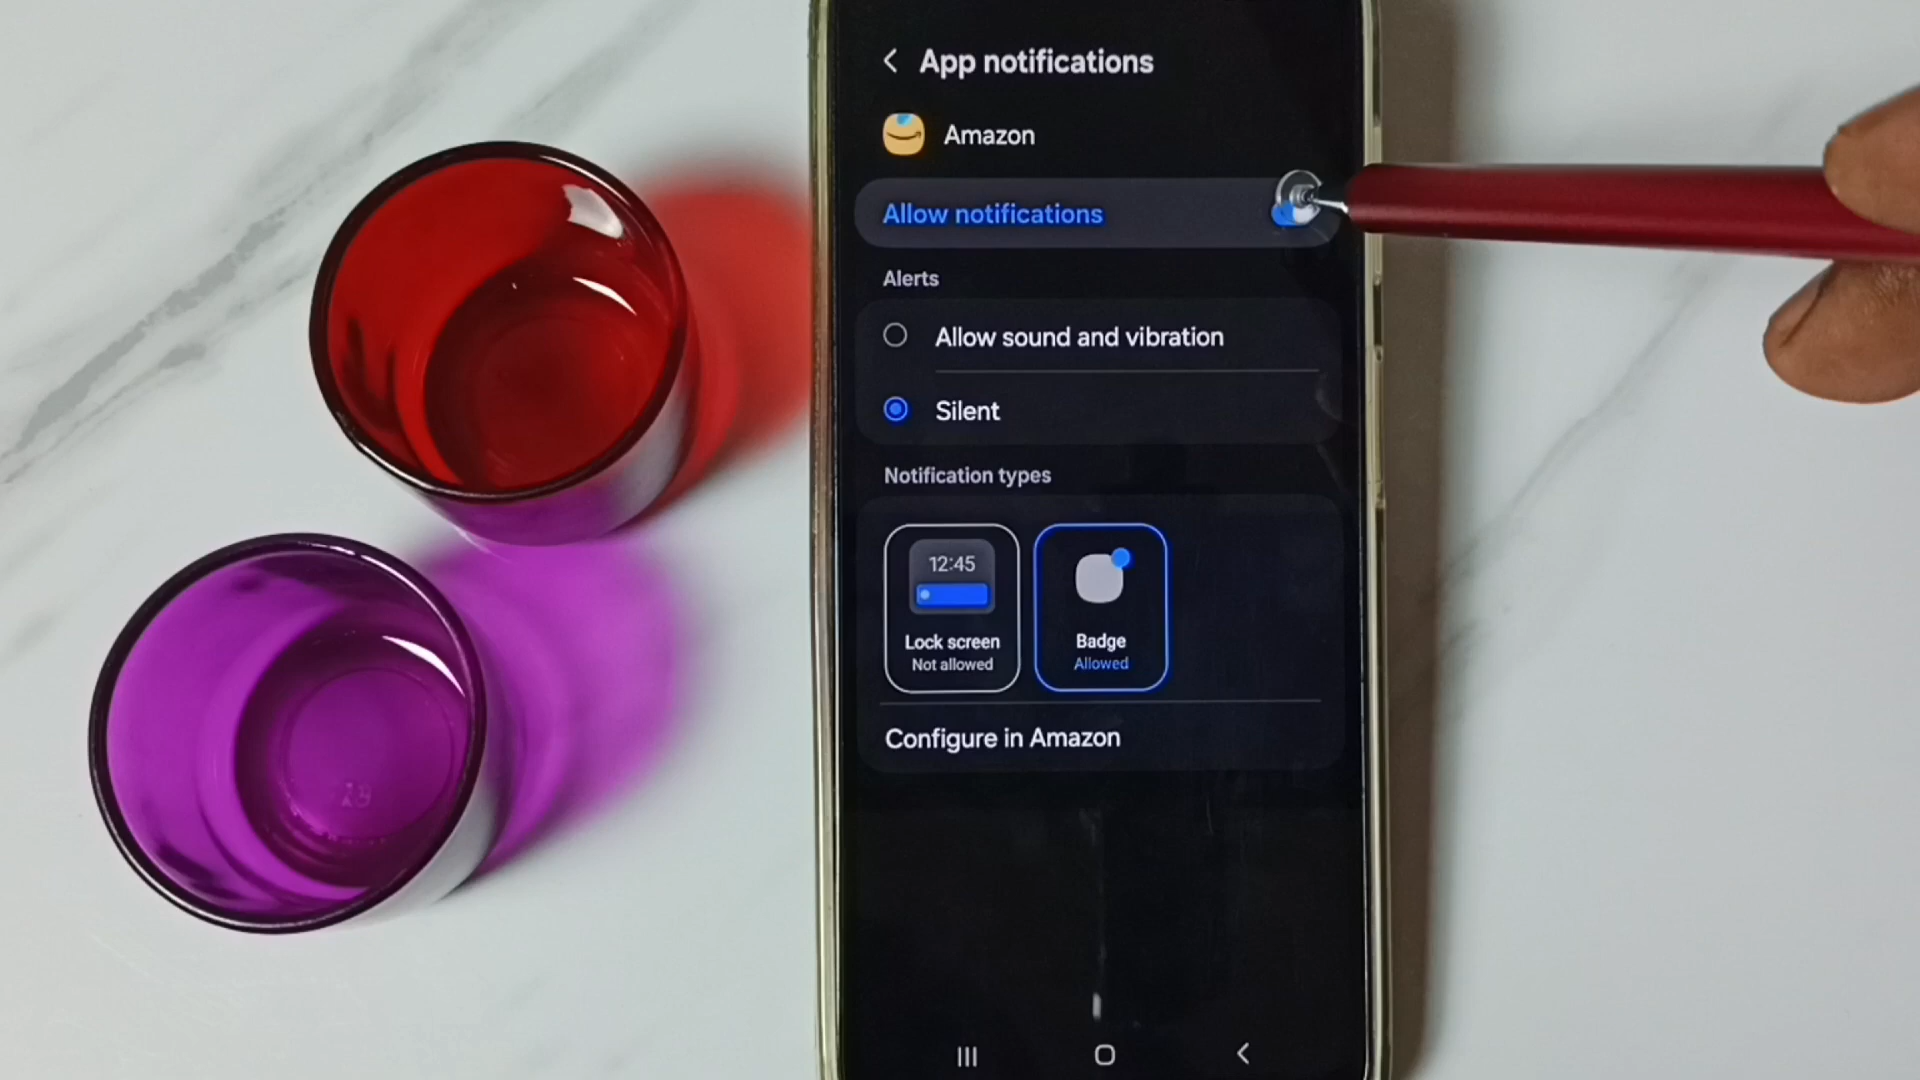 App notifications
Amazon
Allow notifications
Alerts
Allow sound and vibration
Silent
Notification types
12:45
Lock screen
Not allowed
Badge
Allowed
Configure in Amazon